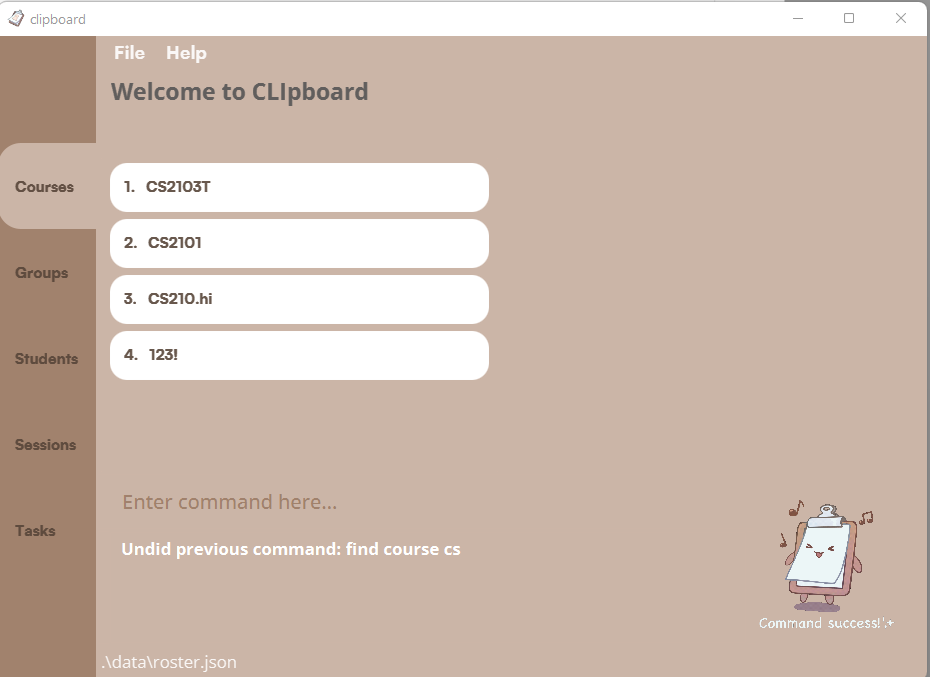 clipboard
File Help
Welcome to CLIpboard
Courses
Groups
Students
Sessions
Tasks
1. CS2103T
2. CS2101
3. CS210.hi
4. 123!
Enter command here...
Undid previous command: find course cs
Command success!
.\data\roster.json